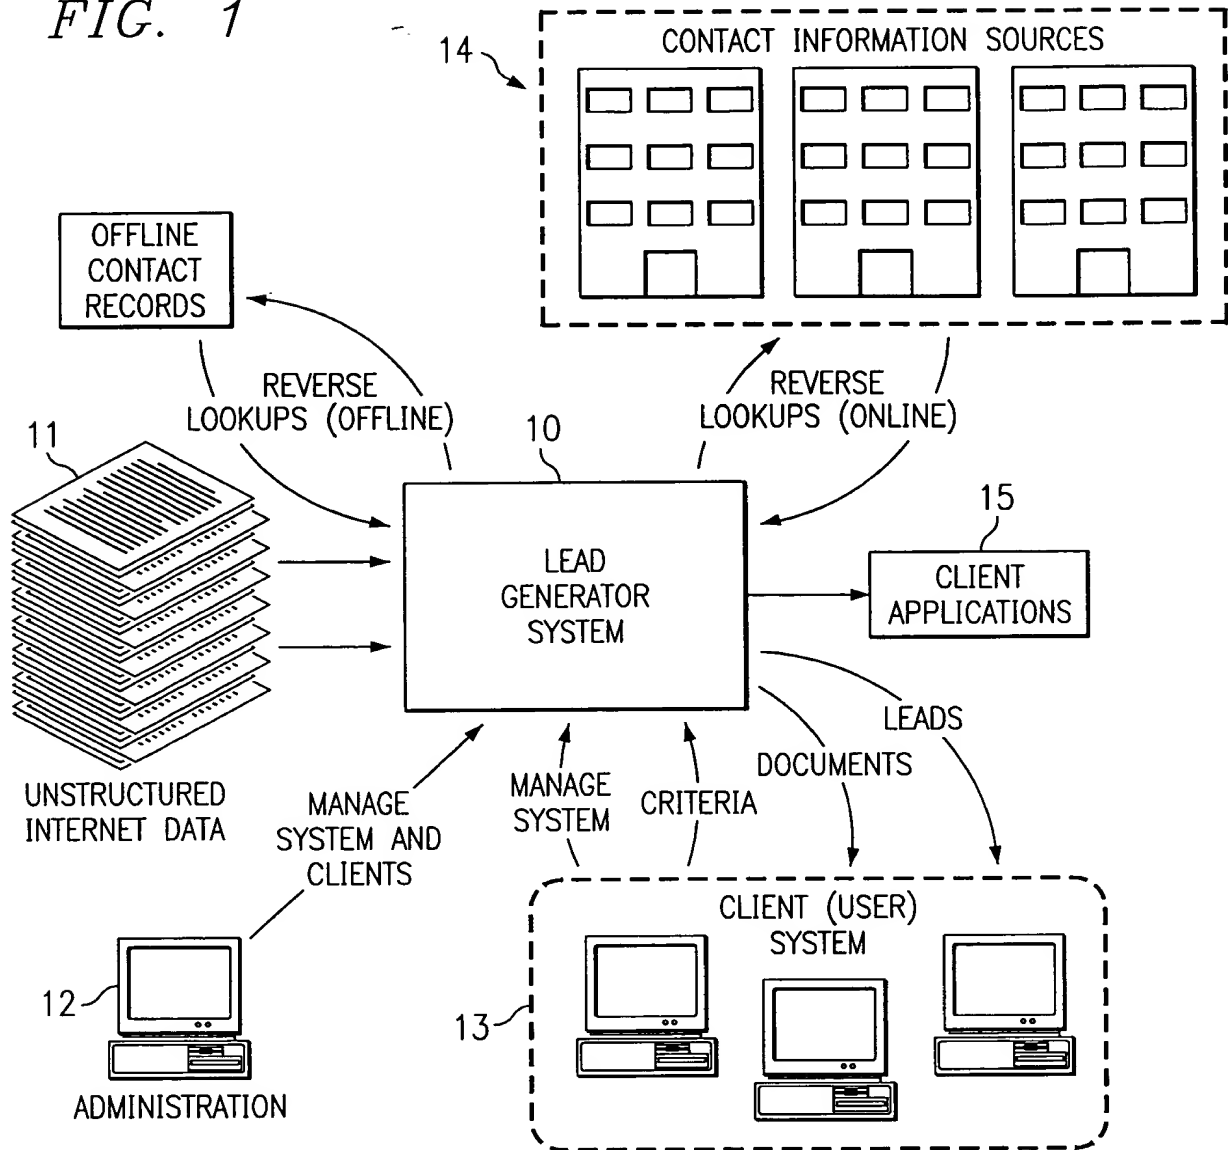 FIG. 1
14
CONTACT INFORMATION SOURCES
OFFLINE
CONTACT
RECORDS
REVERSE
LOOKUPS (OFFLINE)
REVERSE
LOOKUPS (ONLINE)
11
10
15
LEAD
GENERATOR
SYSTEM
CLIENT
APPLICATIONS
LEADS
DOCUMENTS
UNSTRUCTURED
INTERNET DATA
MANAGE
SYSTEM AND
CLIENTS
MANAGE
SYSTEM
CRITERIA
CLIENT (USER)
SYSTEM
12
13
ADMINISTRATION